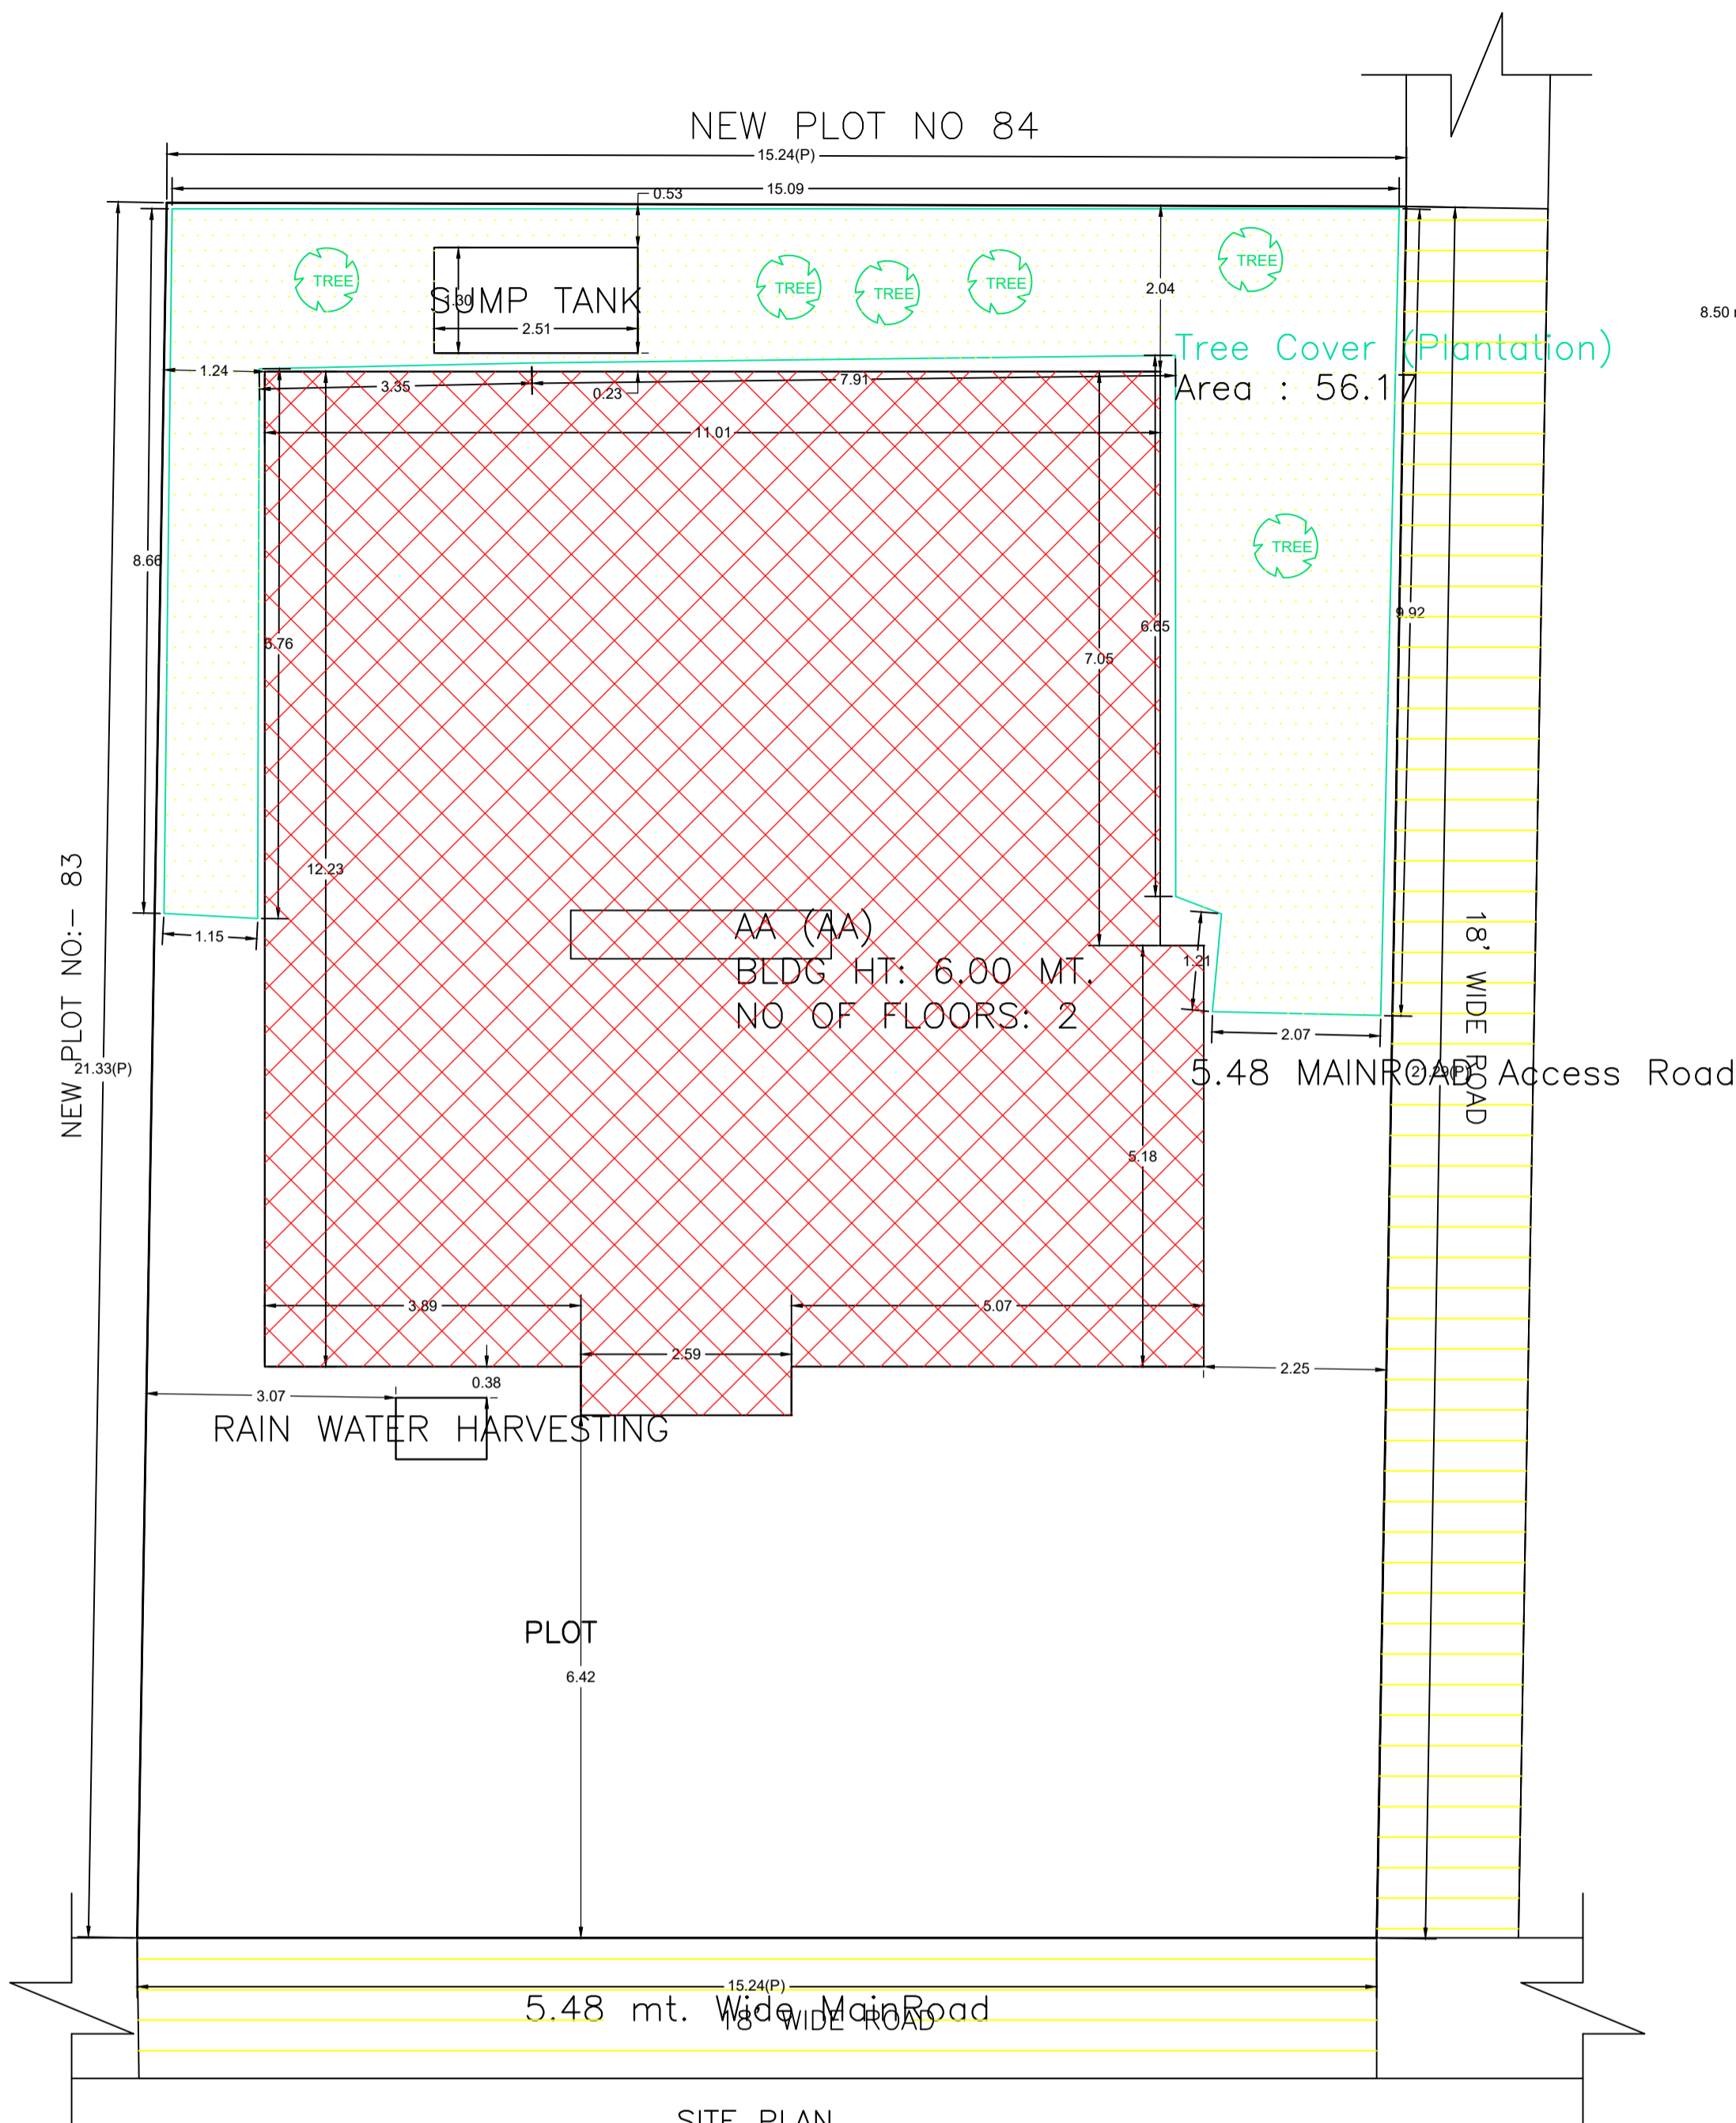 NEW PLOT NO 84
15.24(P)
15.09
0.53
TREE
TREE
TREE
TREE
TREE
SUMP TANK
1.30
2.51
2.04
8.50
Tree Cover (Plantation)
Area : 56.17
1.24
3.35
0.23
7.91
11.01
TREE
8.66
9.92
6.65
7.05
12.23
NEW PLOT NO:- 83
1.15
AA (AA)
BLDG HT: 6.00 MT.
NO OF FLOORS: 2
1.21
18' WIDE ROAD
2.07
21.33(P)
5.48 MAINROAD Access Road
21.29(P)
5.18
3.89
5.07
2.59
2.25
0.38
3.07
RAIN WATER HARVESTING
PLOT
6.42
15.24(P)
5.48 mt. Wide MainRoad
18' WIDE ROAD
SITE PLAN